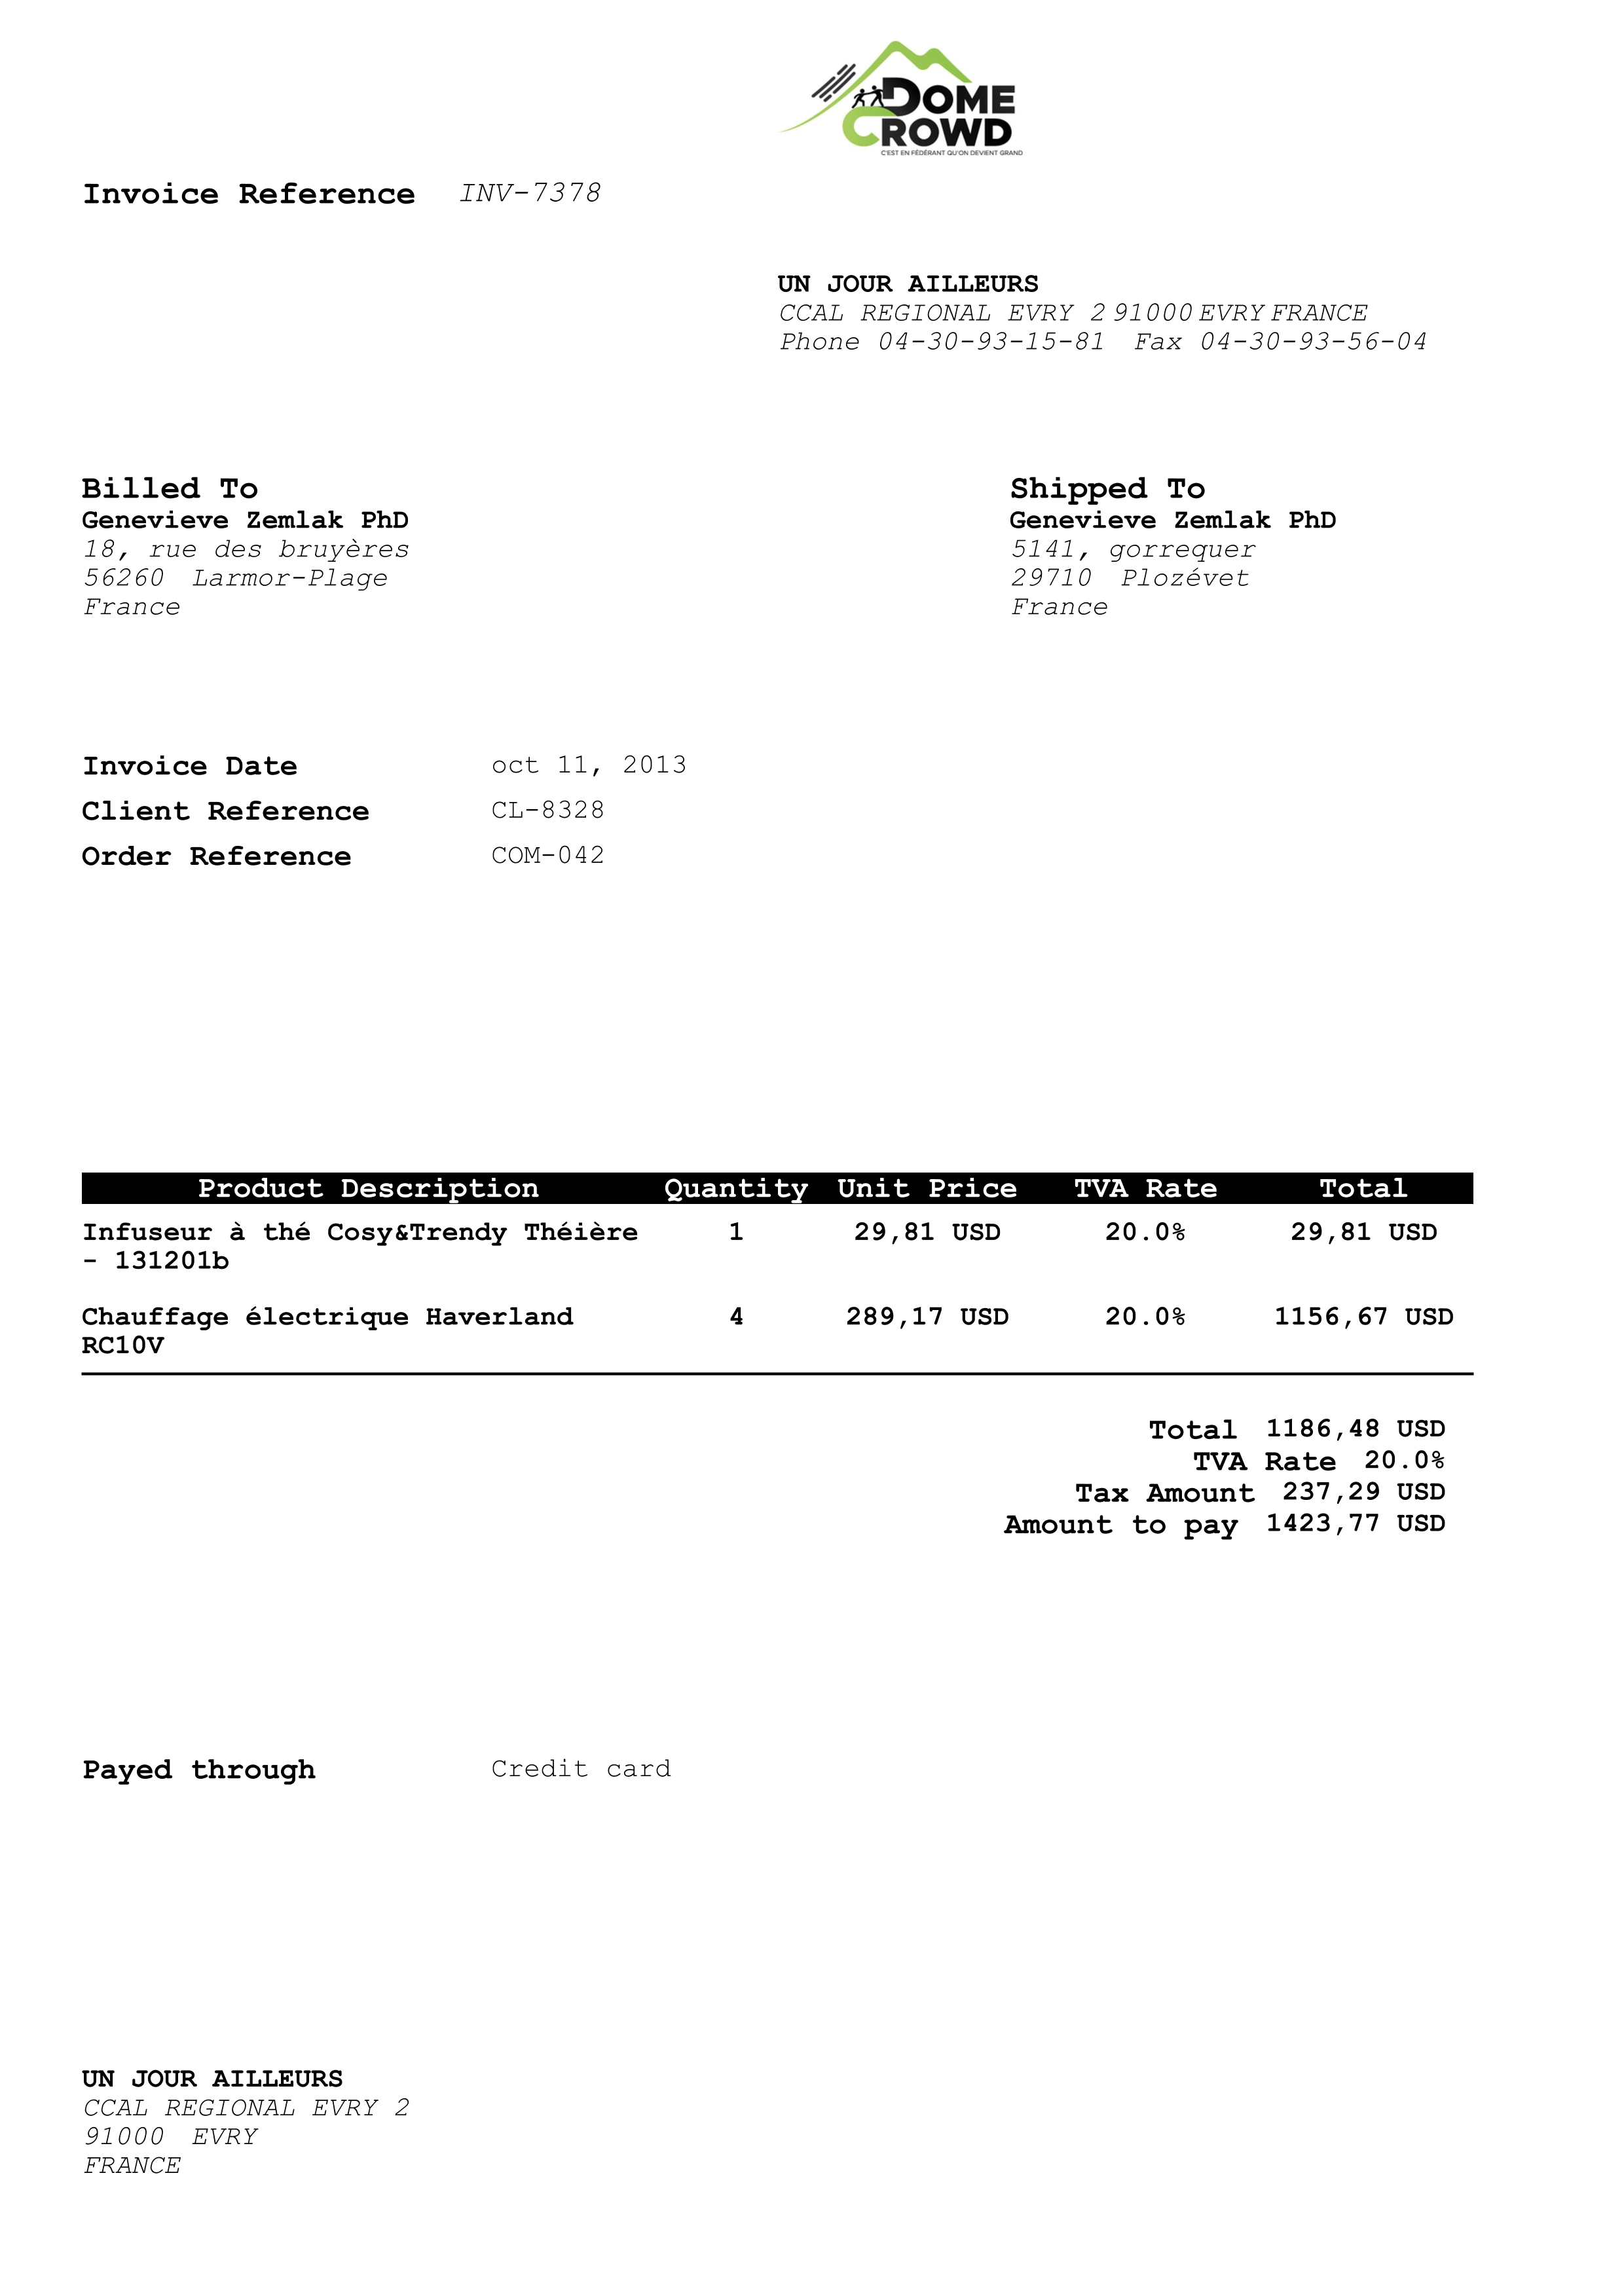 DOME
CROWD
C'EST EN FÉDÉRANT QU'ON DEVIENT GRAND
Invoice Reference INV-7378
UN JOUR AILLEURS
CCAL REGIONAL EVRY 2 91000 EVRY FRANCE
Phone 04-30-93-15-81 Fax 04-30-93-56-04
Billed To
Genevieve Zemlak PhD
18, rue des bruyères
56260 Larmor-Plage
France
Shipped To
Genevieve Zemlak PhD
5141, gorrequer
29710 Plozévet
France
Invoice Date oct 11, 2013
Client Reference CL-8328
Order Reference COM-042
Product Description Quantity Unit Price TVA Rate Total
Infuseur à thé Cosy&Trendy Théière 1 29,81 USD 20.0% 29,81 USD
- 131201b
Chauffage électrique Haverland 4 289,17 USD 20.0% 1156,67 USD
RC10V
Total 1186,48 USD
TVA Rate 20.0%
Tax Amount 237,29 USD
Amount to pay 1423,77 USD
Payed through Credit card
UN JOUR AILLEURS
CCAL REGIONAL EVRY 2
91000 EVRY
FRANCE